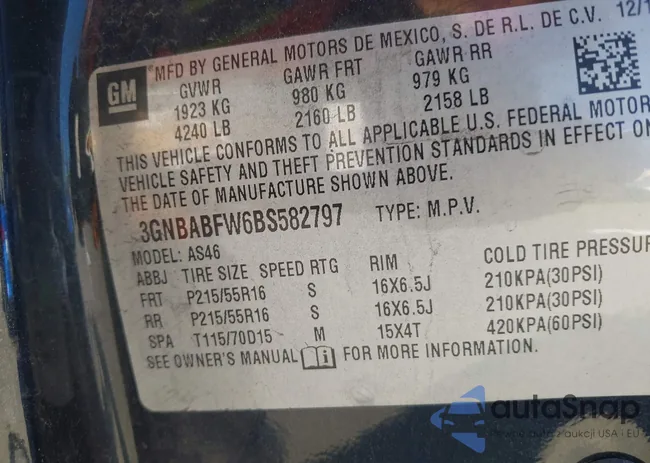 MFD BY GENERAL MOTORS DE MEXICO, S. DE R.L. DE C.V. 12/1
GM
GVWR GAWR FRT GAWR RR
1923 KG 980 KG 979 KG
4240 LB 2160 LB 2158 LB
THIS VEHICLE CONFORMS TO ALL APPLICABLE U.S. FEDERAL MOTOR
VEHICLE SAFETY AND THEFT PREVENTION STANDARDS IN EFFECT ON
THE DATE OF MANUFACTURE SHOWN ABOVE.
3GNBABFW6BS582797 TYPE: M.P.V.
MODEL: AS46
ABBJ TIRE SIZE SPEED RTG RIM COLD TIRE PRESSUR
FRT P215/55R16 S 16X6.5J 210KPA(30PSI)
RR P215/55R16 S 16X6.5J 210KPA(30PSI)
SPA T115/70D15 M 15X4T 420KPA(60PSI)
SEE OWNER'S MANUAL FOR MORE INFORMATION.
autaSnap
aukcji USA - EU